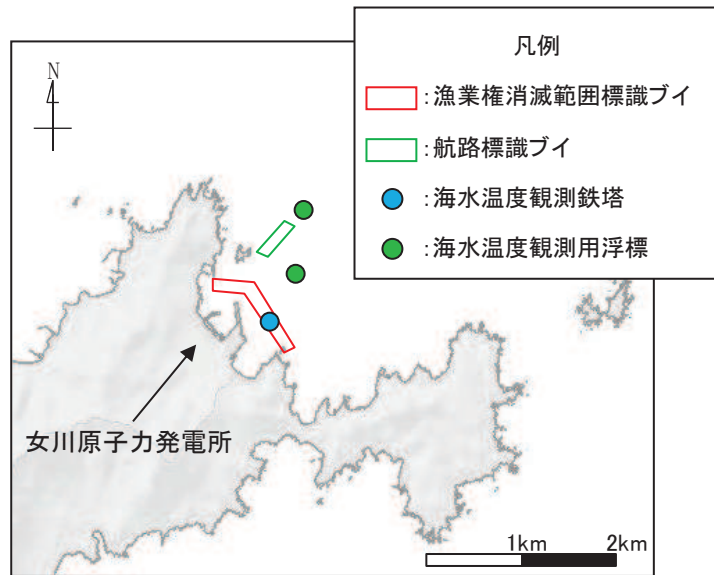 凡例
:漁業権消滅範囲標識ブイ
:航路標識ブイ
:海水温度観測鉄塔
:海水温度観測用浮標
N
女川原子力発電所
1km 2km